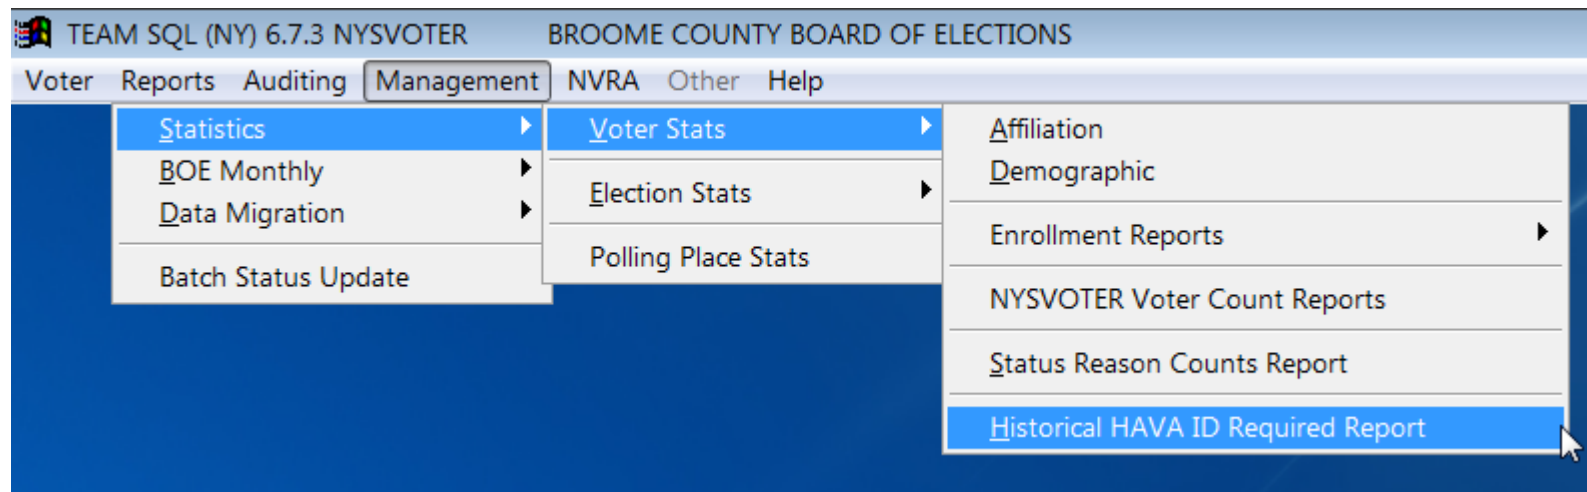 TEAM SQL (NY) 6.7.3 NYSVOTER BROOME COUNTY BOARD OF ELECTIONS
Voter Reports Auditing Management NVRA Other Help
Statistics
BOE Monthly
Data Migration
Batch Status Update
Voter Stats
Election Stats
Polling Place Stats
Affiliation
Demographic
Enrollment Reports
NYSVOTER Voter Count Reports
Status Reason Counts Report
Historical HAVA ID Required Report